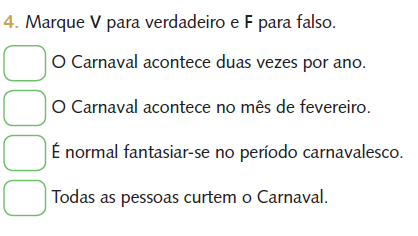 4. Marque V para verdadeiro e F para falso.
O Carnaval acontece duas vezes por ano.
O Carnaval acontece no mês de fevereiro.
É normal fantasiar-se no período carnavalesco.
Todas as pessoas curtem o Carnaval.